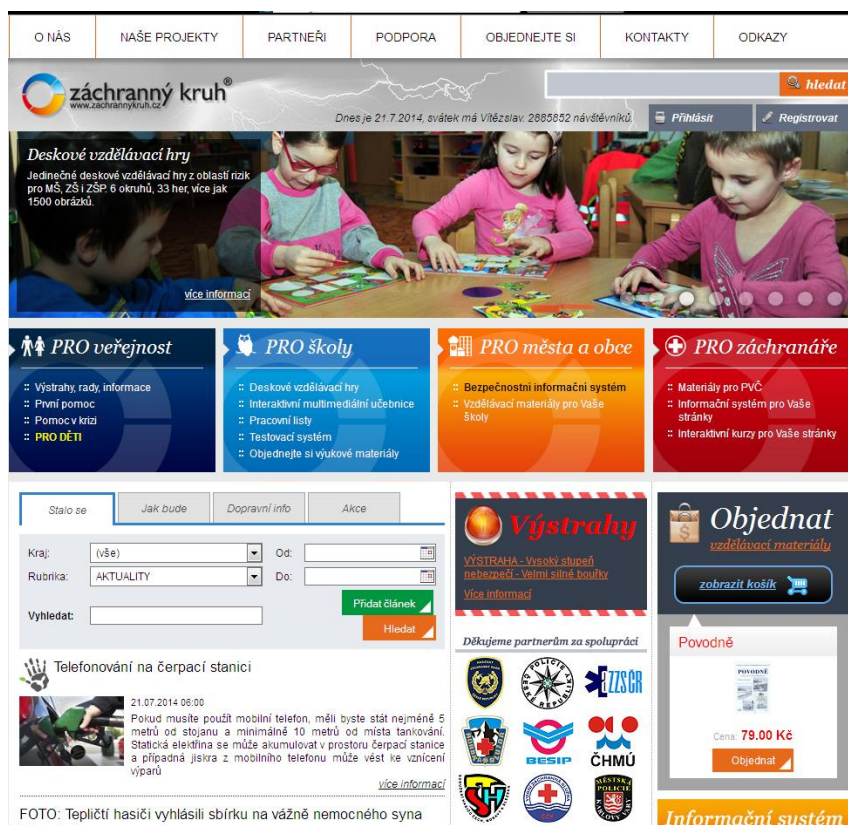 O NÁS
NAŠE PROJEKTY
PARTNEŘI
PODPORA
OBJEDNEJTE SI
KONTAKTY
ODKAZY
záchranný kruh®
www.zachrannykruh.cz
hledat
Dnes je 21.7.2014, svátek má Vítězslav. 2885852 návštěvníků.
Přihlásit
Registrovat
Deskové vzdělávací hry
Jedinečné deskové vzdělávací hry z oblastí rizik
pro MŠ, ZŠ i ZŠP. 6 okruhů, 33 her, více jak
1500 obrázků.
více informací
PRO veřejnost
:: Výstrahy, rady, informace
:: První pomoc
:: Pomoc v krizi
:: PRO DĚTI
PRO školy
:: Deskové vzdělávací hry
:: Interaktivní multimediální učebnice
:: Pracovní listy
:: Testovací systém
:: Objednejte si výukové materiály
PRO města a obce
:: Bezpečnostní informační systém
:: Vzdělávací materiály pro Vaše
školy
PRO záchranáře
:: Materiály pro PVČ
:: Informační systém pro Vaše
stránky
:: Interaktivní kurzy pro Vaše stránky
Stalo se
Jak bude
Dopravní info
Akce
Kraj:
(vše)
Od:
Rubrika:
AKTUALITY
Do:
Vyhledat:
Přidat článek
Hledat
Telefonování na čerpací stanici
21.07.2014 06:00
Pokud musíte použít mobilní telefon, měli byste stát nejméně 5
metrů od stojanu a minimálně 10 metrů od místa tankování.
Statická elektřina se může akumulovat v prostoru čerpací stanice
a případná jiskra z mobilního telefonu může vést ke vznícení
výparů
více informací
FOTO: Tepličtí hasiči vyhlásili sbírku na vážně nemocného syna
Výstrahy
VÝSTRAHA - Vysoký stupeň
nebezpečí - Velmi silné bouřky
Více informací
Děkujeme partnerům za spolupráci
POLICIE
ČESKÉ REPUBLIKY
ZZSČR
BESIP
ČHMÚ
MĚSTSKÁ
POLICIE
KARLOVY VARY
Objednat
vzdělávací materiály
zobrazit košík
Povodně
POVODNĚ
Cena: 79.00 Kč
Objednat
Informační systém